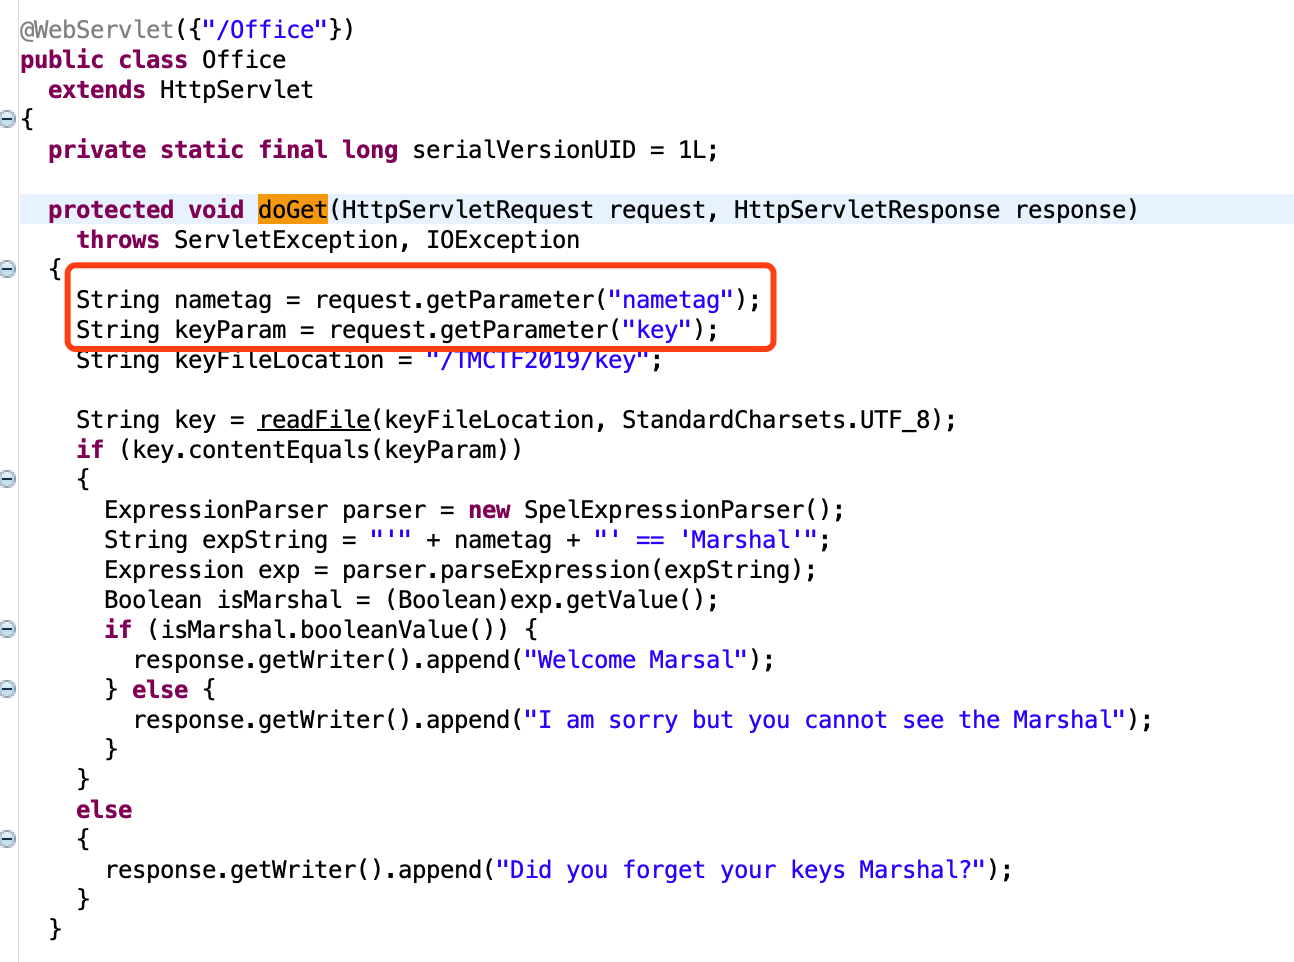 @WebServlet({"/Office"})
public class Office
extends HttpServlet
{
private static final long serialVersionUID = 1L;
protected void doGet(HttpServletRequest request, HttpServletResponse response)
throws ServletException, IOException
{
String nametag = request.getParameter("nametag");
String keyParam = request.getParameter("key");
String keyFileLocation = "/TMCTF2019/key";
String key = readFile(keyFileLocation, StandardCharsets.UTF_8);
if (key.contentEquals(keyParam))
{
ExpressionParser parser = new SpelExpressionParser();
String expString = "'" + nametag + "' == 'Marshal'";
Expression exp = parser.parseExpression(expString);
Boolean isMarshal = (Boolean)exp.getValue();
if (isMarshal.booleanValue()) {
response.getWriter().append("Welcome Marsal");
} else {
response.getWriter().append("I am sorry but you cannot see the Marshal");
}
}
else
{
response.getWriter().append("Did you forget your keys Marshal?");
}
}